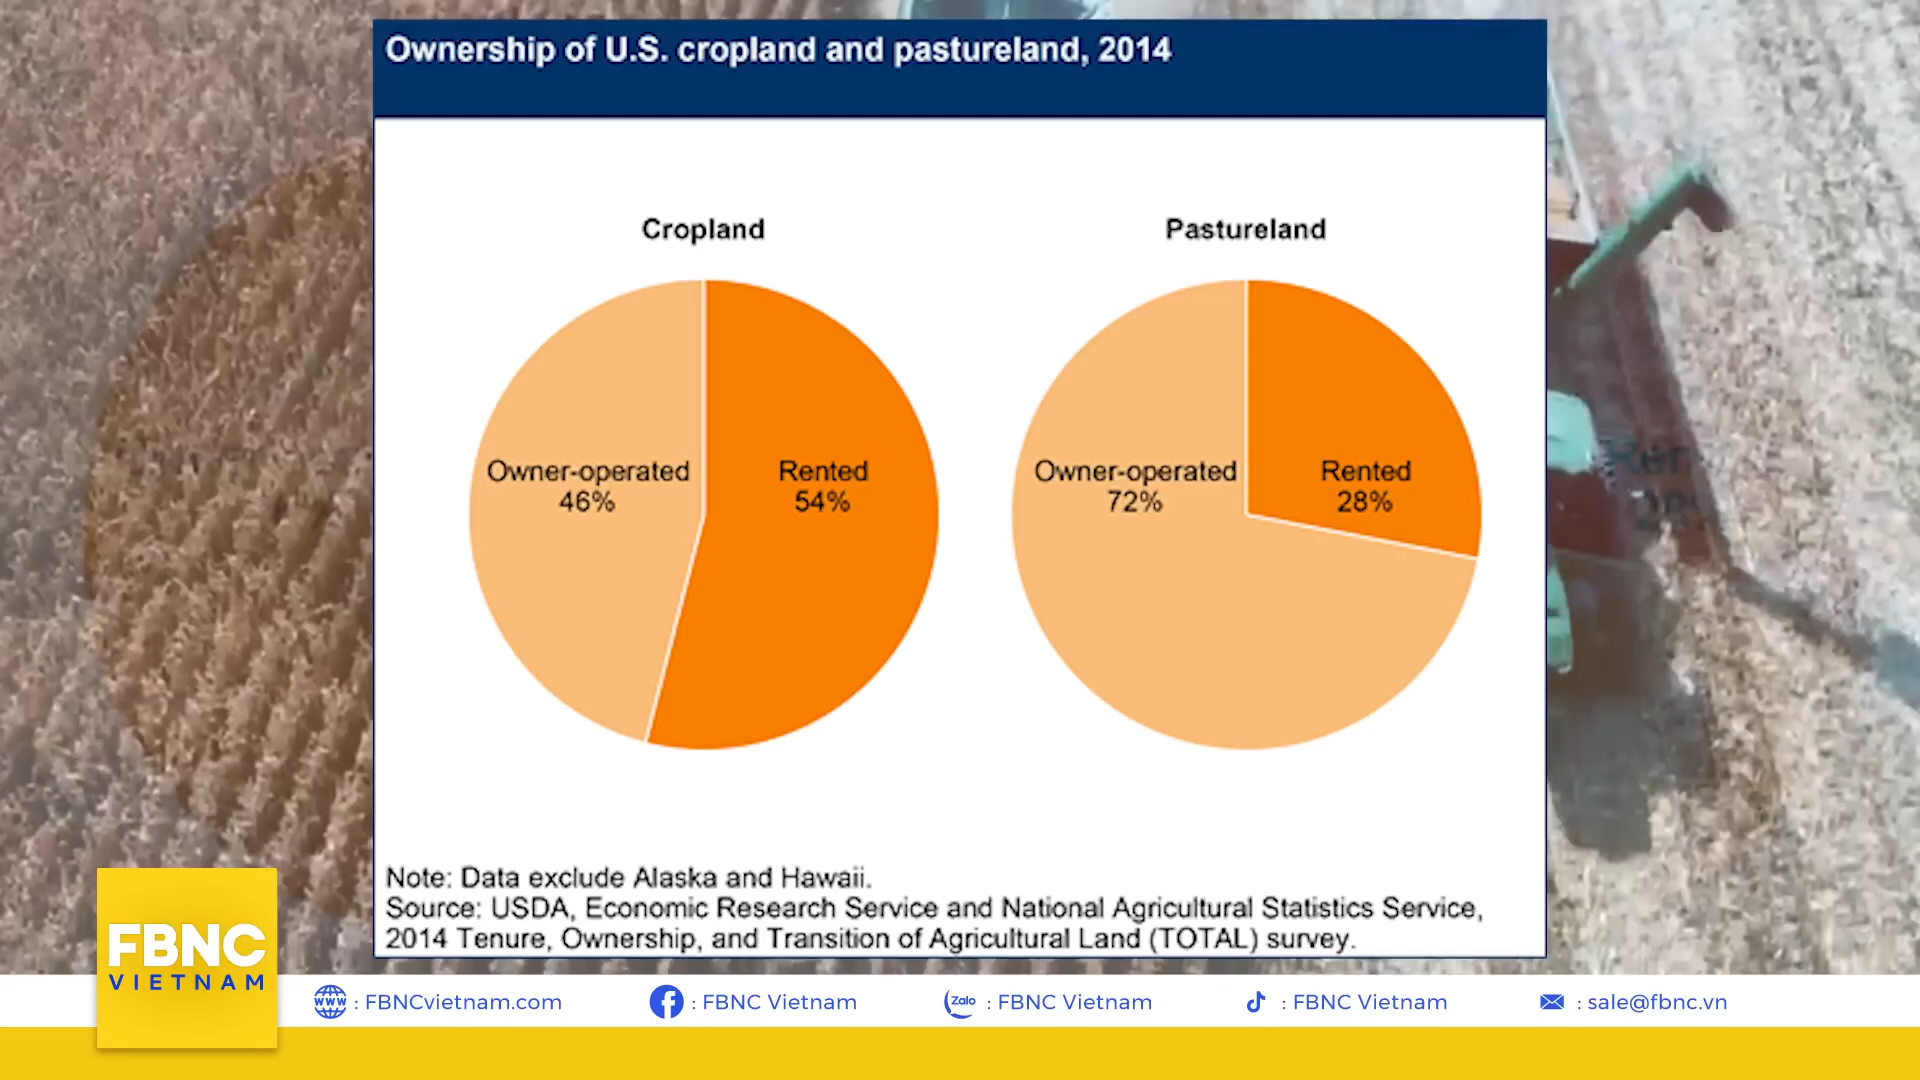 Ownership of U.S. cropland and pastureland, 2014
Cropland
Pastureland
Owner-operated
46%
Rented
54%
Owner-operated
72%
Rented
28%
Note: Data exclude Alaska and Hawaii.
Source: USDA, Economic Research Service and National Agricultural Statistics Service,
2014 Tenure, Ownership, and Transition of Agricultural Land (TOTAL) survey.
FBNC
VIETNAM
www : FBNCvietnam.com
: FBNC Vietnam
Zalo : FBNC Vietnam
: FBNC Vietnam
: sale@fbnc.vn